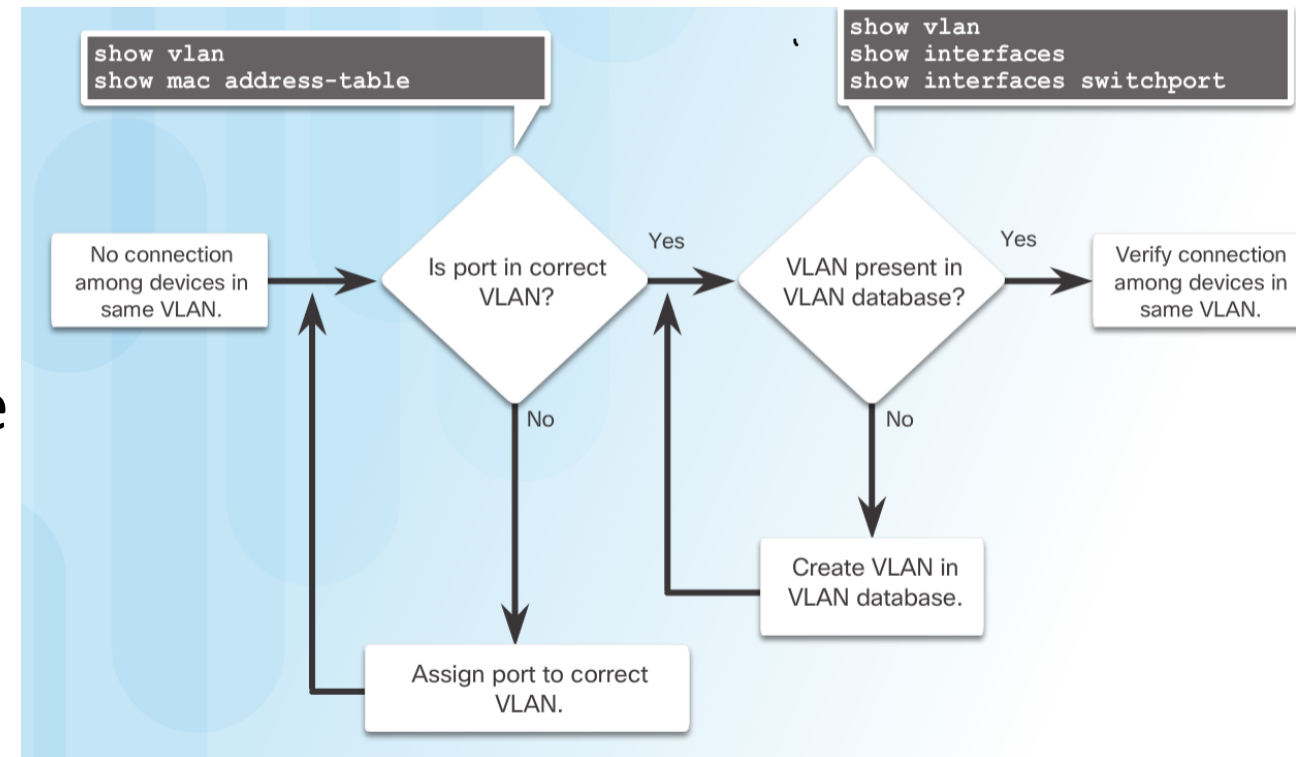 show vlan
show mac address-table
show vlan
show interfaces
show interfaces switchport
No connection
among devices in
same VLAN.
Is port in correct
VLAN?
Yes
VLAN present in
VLAN database?
Yes
Verify connection
among devices in
same VLAN.
e
No
No
Create VLAN in
VLAN database.
Assign port to correct
VLAN.